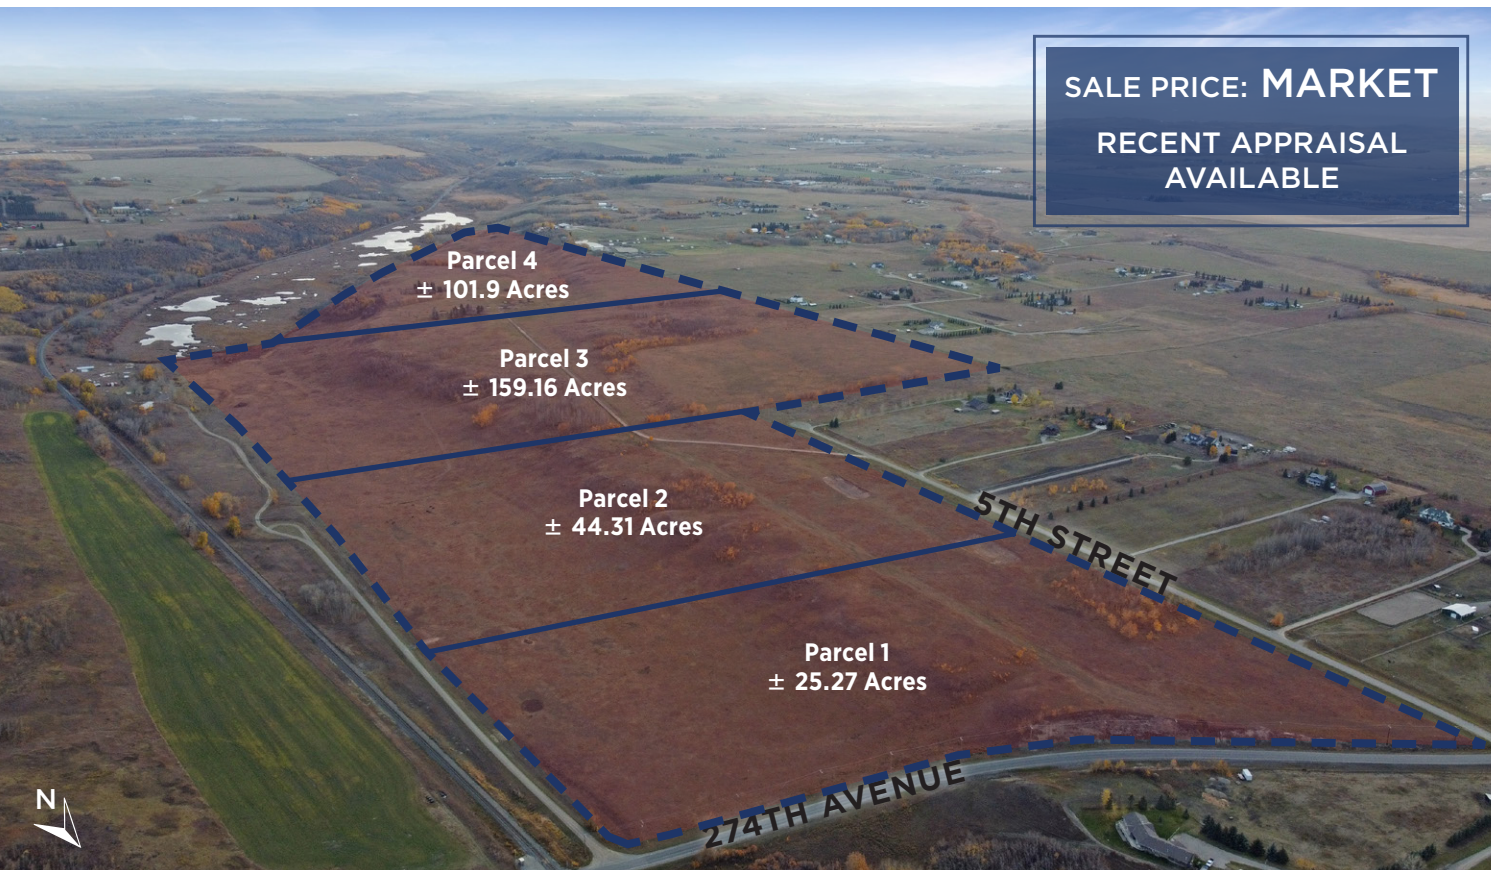 SALE PRICE: MARKET
RECENT APPRAISAL
AVAILABLE
Parcel 4
± 101.9 Acres
Parcel 3
± 159.16 Acres
Parcel 2
± 44.31 Acres
5TH STREET
Parcel 1
± 25.27 Acres
274TH AVENUE
N